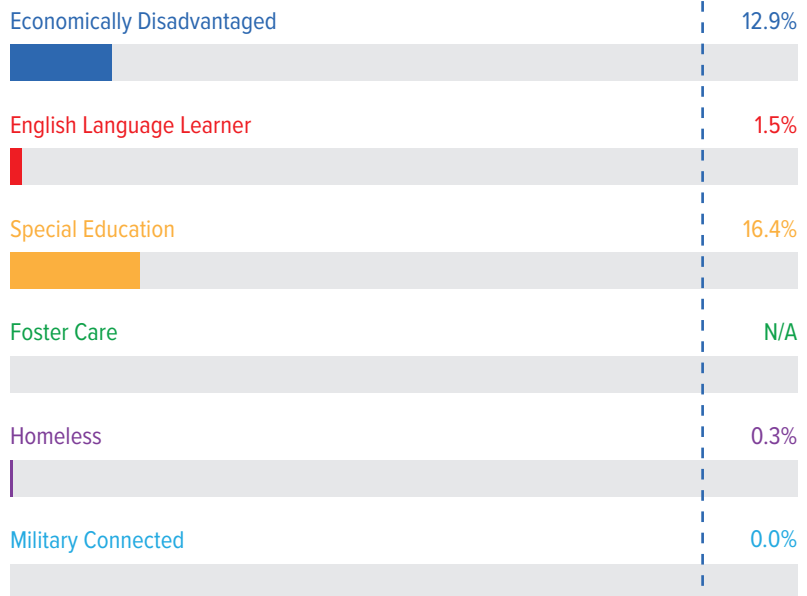 Economically Disadvantaged 12.9%
English Language Learner 1.5%
Special Education 16.4%
Foster Care N/A
Homeless 0.3%
Military Connected 0.0%